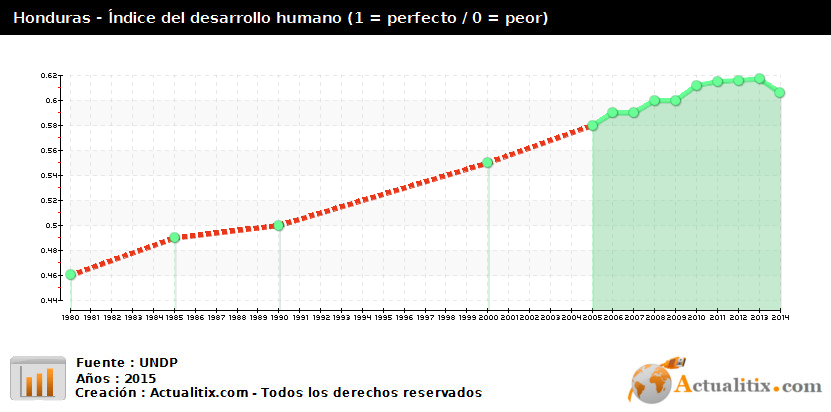 Honduras - Índice del desarrollo humano (1 = perfecto / 0 = peor)
0.62
0.6
0.58
0.56
0.54
0.52
0.5
0.48
0.46
0.44
1980 1981 1982 1983 1984 1985 1986 1987 1988 1989 1990 1991 1992 1993 1994 1995 1996 1997 1998 1999 2000 2001 2002 2003 2004 2005 2006 2007 2008 2009 2010 2011 2012 2013 2014
Fuente : UNDP
Años : 2015
Creación : Actualitix.com - Todos los derechos reservados
Actualitix.com